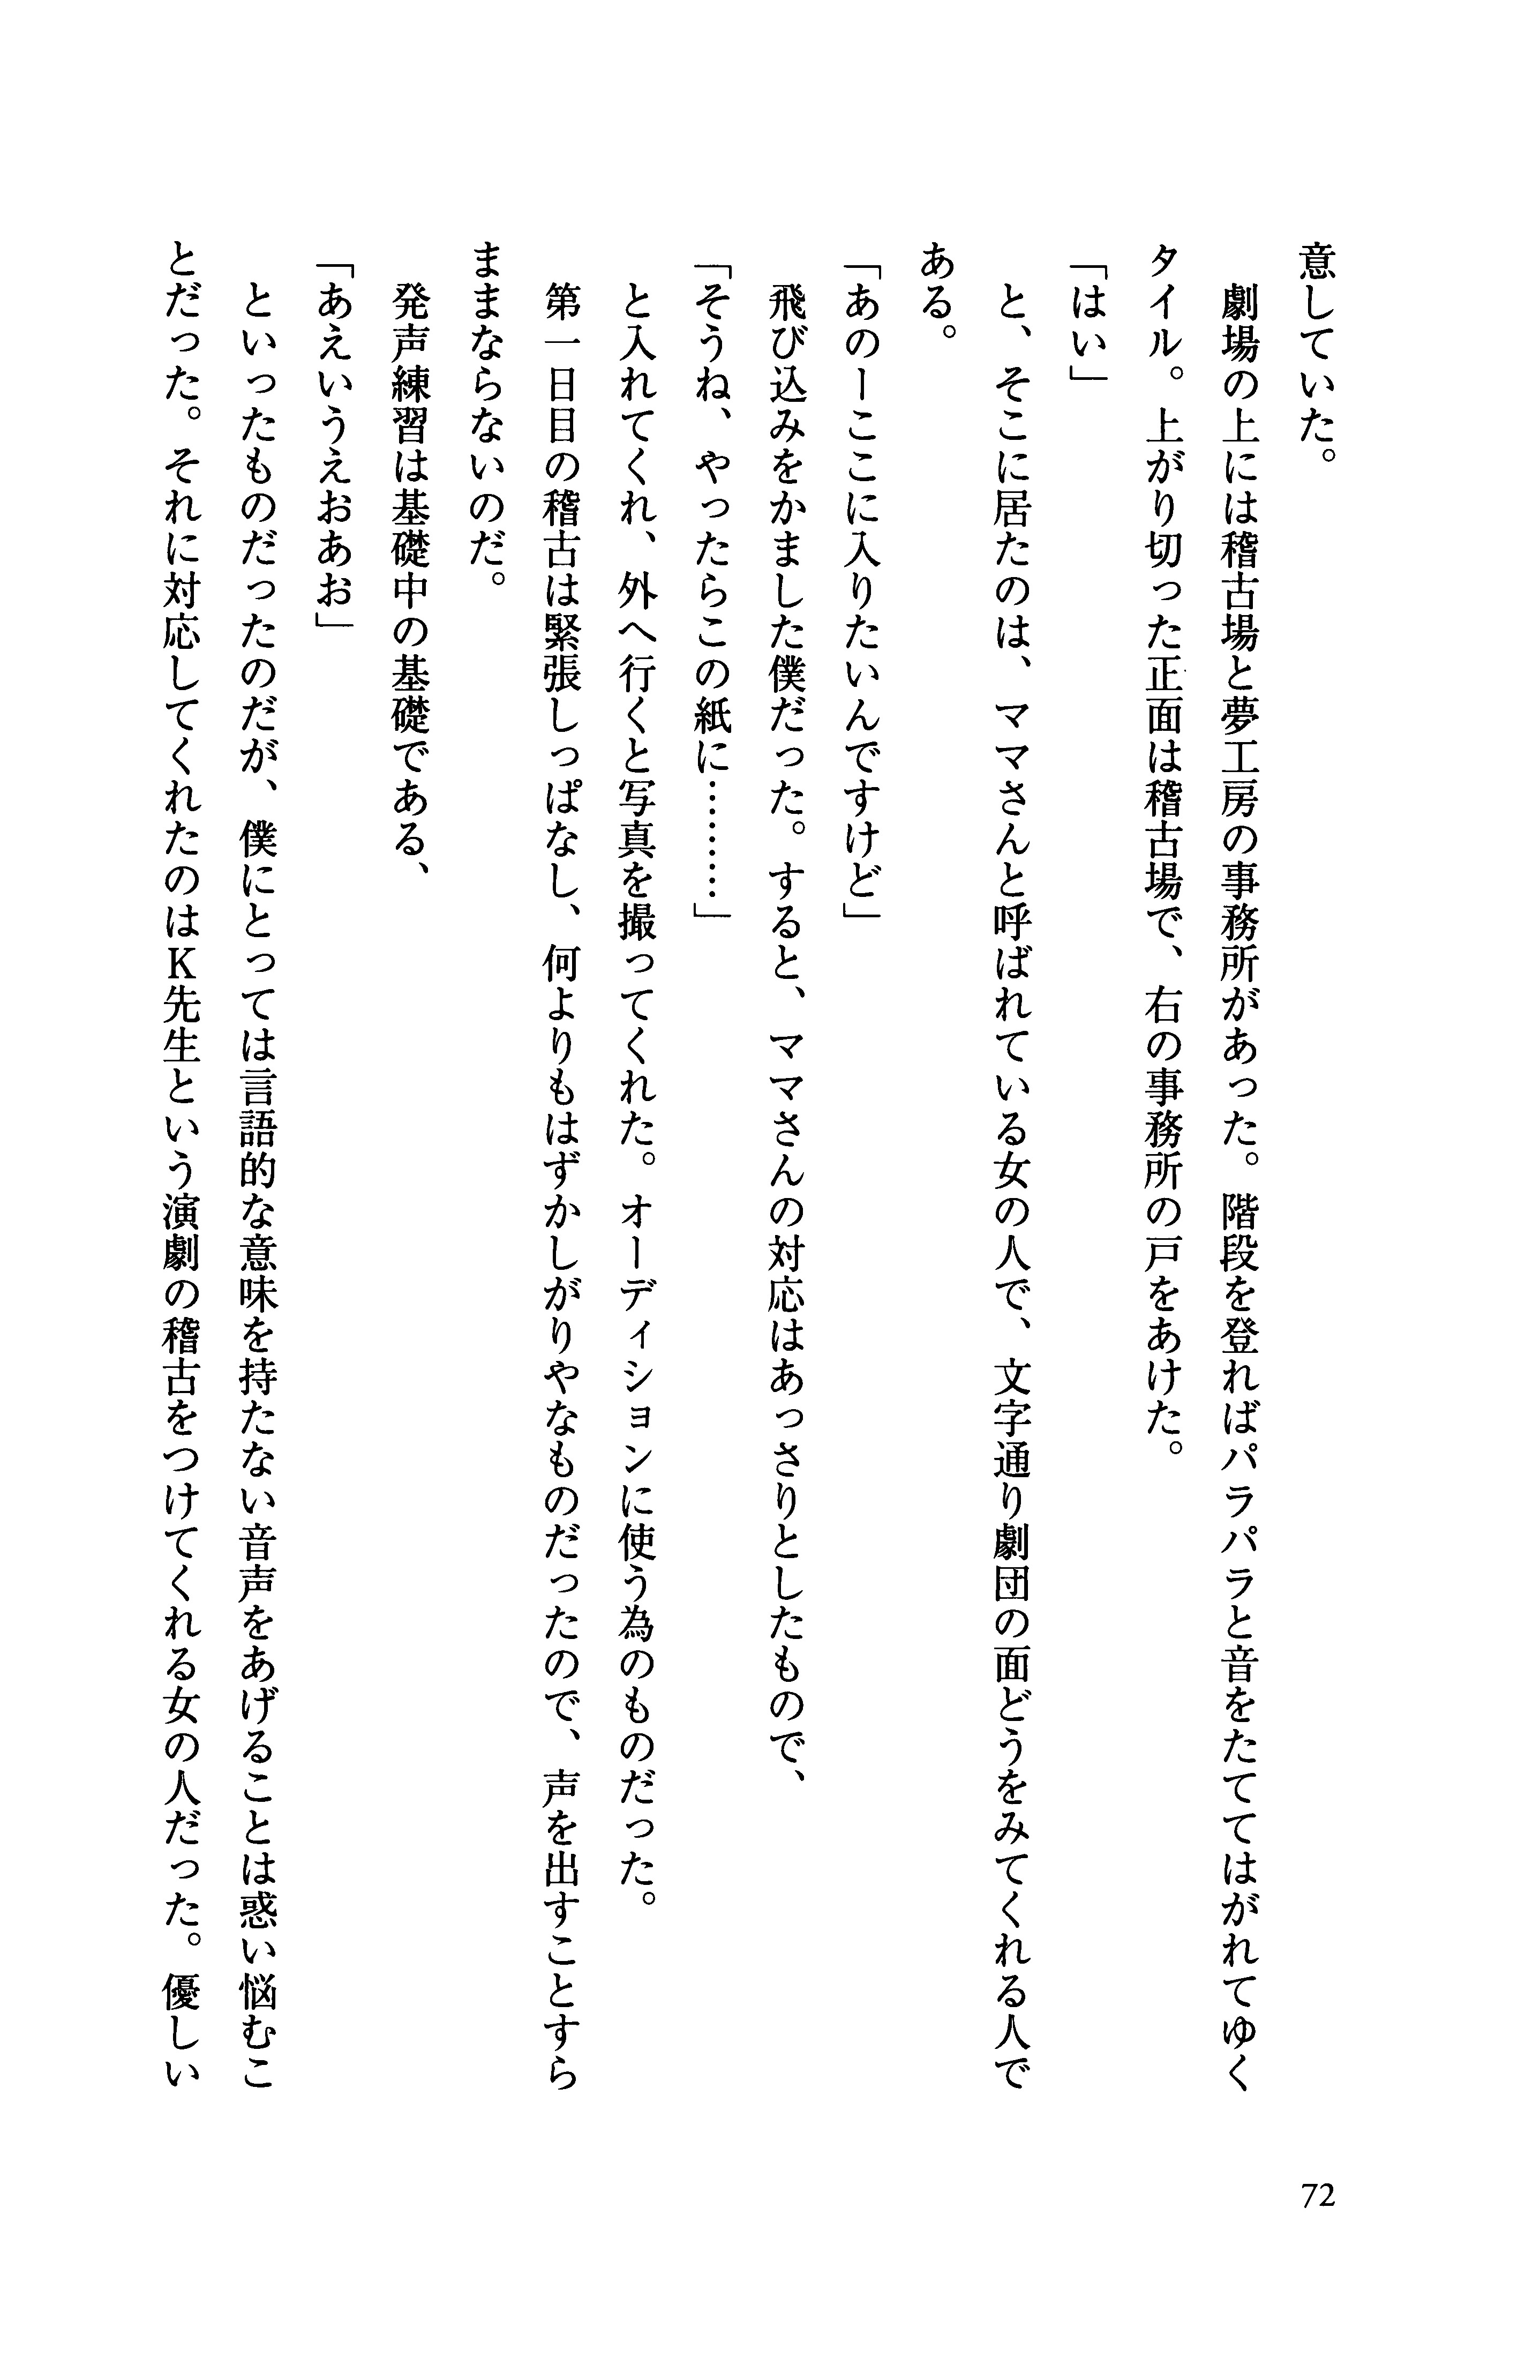 意していた。
　劇場の上には稽古場と夢工房の事務所があった。階段を登ればパラパラと音をたててはがれてゆく
タイル。上がり切った正面は稽古場で、右の事務所の戸をあけた。
「はい」
　と、そこに居たのは、ママさんと呼ばれている女の人で、文字通り劇団の面どうをみてくれる人で
ある。
「あのーここに入りたいんですけど」
　飛び込みをかました僕だった。すると、ママさんの対応はあっさりとしたもので、
「そうね、やったらこの紙に………」
　と入れてくれ、外へ行くと写真を撮ってくれた。オーディションに使う為のものだった。
　第一日目の稽古は緊張しっぱなし、何よりもはずかしがりやなものだったので、声を出すことすら
ままならないのだ。
　発声練習は基礎中の基礎である、
「あえいうえおあお」
　といったものだったのだが、僕にとっては言語的な意味を持たない音声をあげることは惑い悩むこ
とだった。それに対応してくれたのはK先生という演劇の稽古をつけてくれる女の人だった。優しい
72